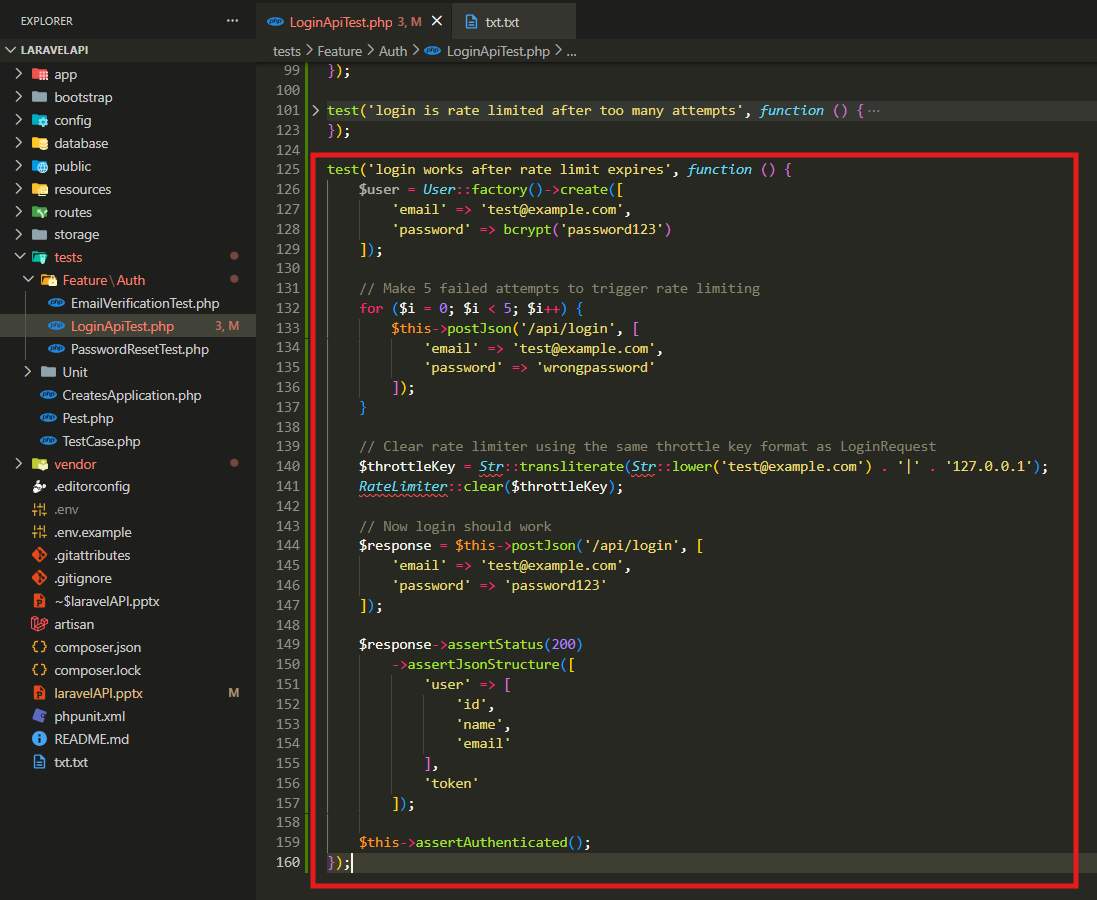 EXPLORER
LARAVELAPI
app
bootstrap
config
database
public
resources
routes
storage
tests
Feature\Auth
EmailVerificationTest.php
LoginApiTest.php 3, M
PasswordResetTest.php
Unit
CreatesApplication.php
Pest.php
TestCase.php
vendor
.editorconfig
.env
.env.example
.gitattributes
.gitignore
~$laravelAPI.pptx
artisan
composer.json
composer.lock
laravelAPI.pptx M
phpunit.xml
README.md
txt.txt
LoginApiTest.php 3, M
txt.txt
tests > Feature > Auth > LoginApiTest.php > ...
99 });
100
101 test('login is rate limited after too many attempts', function () { ...
123 });
124
125 test('login works after rate limit expires', function () {
126 $user = User::factory()->create([
127 'email' => 'test@example.com',
128 'password' => bcrypt('password123')
129 ]);
130
131 // Make 5 failed attempts to trigger rate limiting
132 for ($i = 0; $i < 5; $i++) {
133 $this->postJson('/api/login', [
134 'email' => 'test@example.com',
135 'password' => 'wrongpassword'
136 ]);
137 }
138
139 // Clear rate limiter using the same throttle key format as LoginRequest
140 $throttleKey = Str::transliterate(Str::lower('test@example.com') . '|' . '127.0.0.1');
141 RateLimiter::clear($throttleKey);
142
143 // Now login should work
144 $response = $this->postJson('/api/login', [
145 'email' => 'test@example.com',
146 'password' => 'password123'
147 ]);
148
149 $response->assertStatus(200)
150 ->assertJsonStructure([
151 'user' => [
152 'id',
153 'name',
154 'email'
155 ],
156 'token'
157 ]);
158
159 $this->assertAuthenticated();
160 });